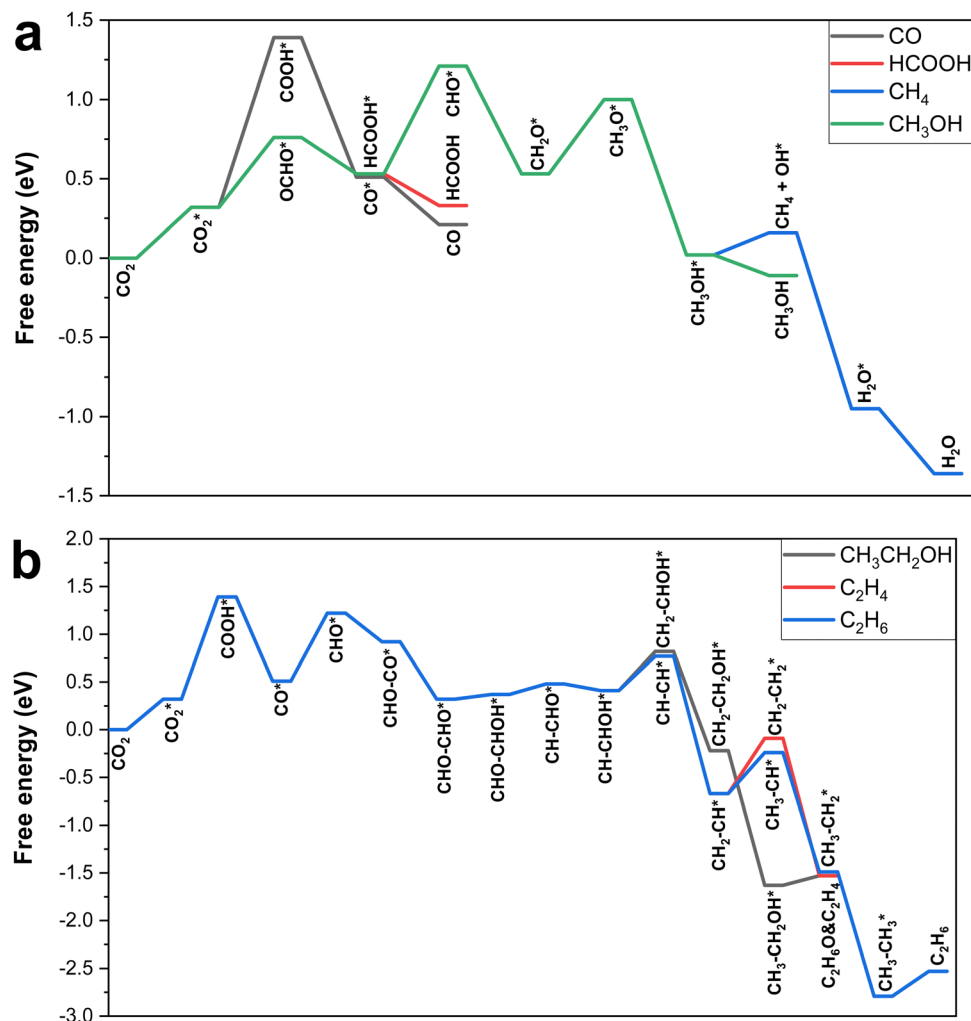 a
Free energy (eV)
1.5
1.0
0.5
0.0
-0.5
-1.0
-1.5
CO
HCOOH
CH₄
CH₃OH
CO₂
CO₂*
COOH*
OCHO*
HCOOH*
CO*
CHO*
HCOOH
CO
CH₂O*
CH₃O*
CH₃OH*
CH₄ + OH*
CH₃OH
H₂O*
H₂O
b
Free energy (eV)
2.0
1.5
1.0
0.5
0.0
-0.5
-1.0
-1.5
-2.0
-2.5
-3.0
CH₃CH₂OH
C₂H₄
C₂H₆
CO₂
CO₂*
COOH*
CO*
CHO*
CHO-CO*
CHO-CHO*
CHO-CHOH*
CH-CHO*
CH-CHOH*
CH₂-CHOH*
CH-CH*
CH₂-CH₂OH*
CH₂-CH*
CH₂-CH₂*
CH₃-CH*
CH₃-CH₂OH*
CH₃-CH₂*
C₂H₆O&C₂H₄
CH₃-CH₃*
C₂H₆